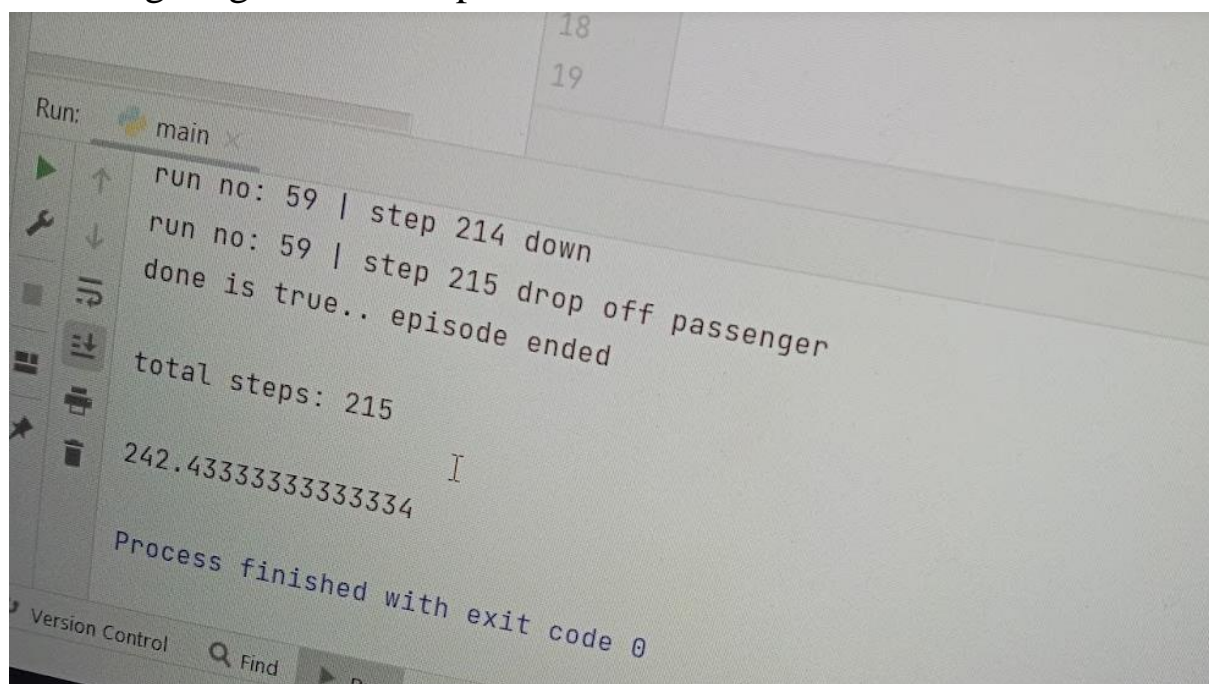 18
19
Run:
main
run no: 59 | step 214 down
run no: 59 | step 215 drop off passenger
done is true.. episode ended
total steps: 215
242.43333333333334
Process finished with exit code 0
Version Control
Find